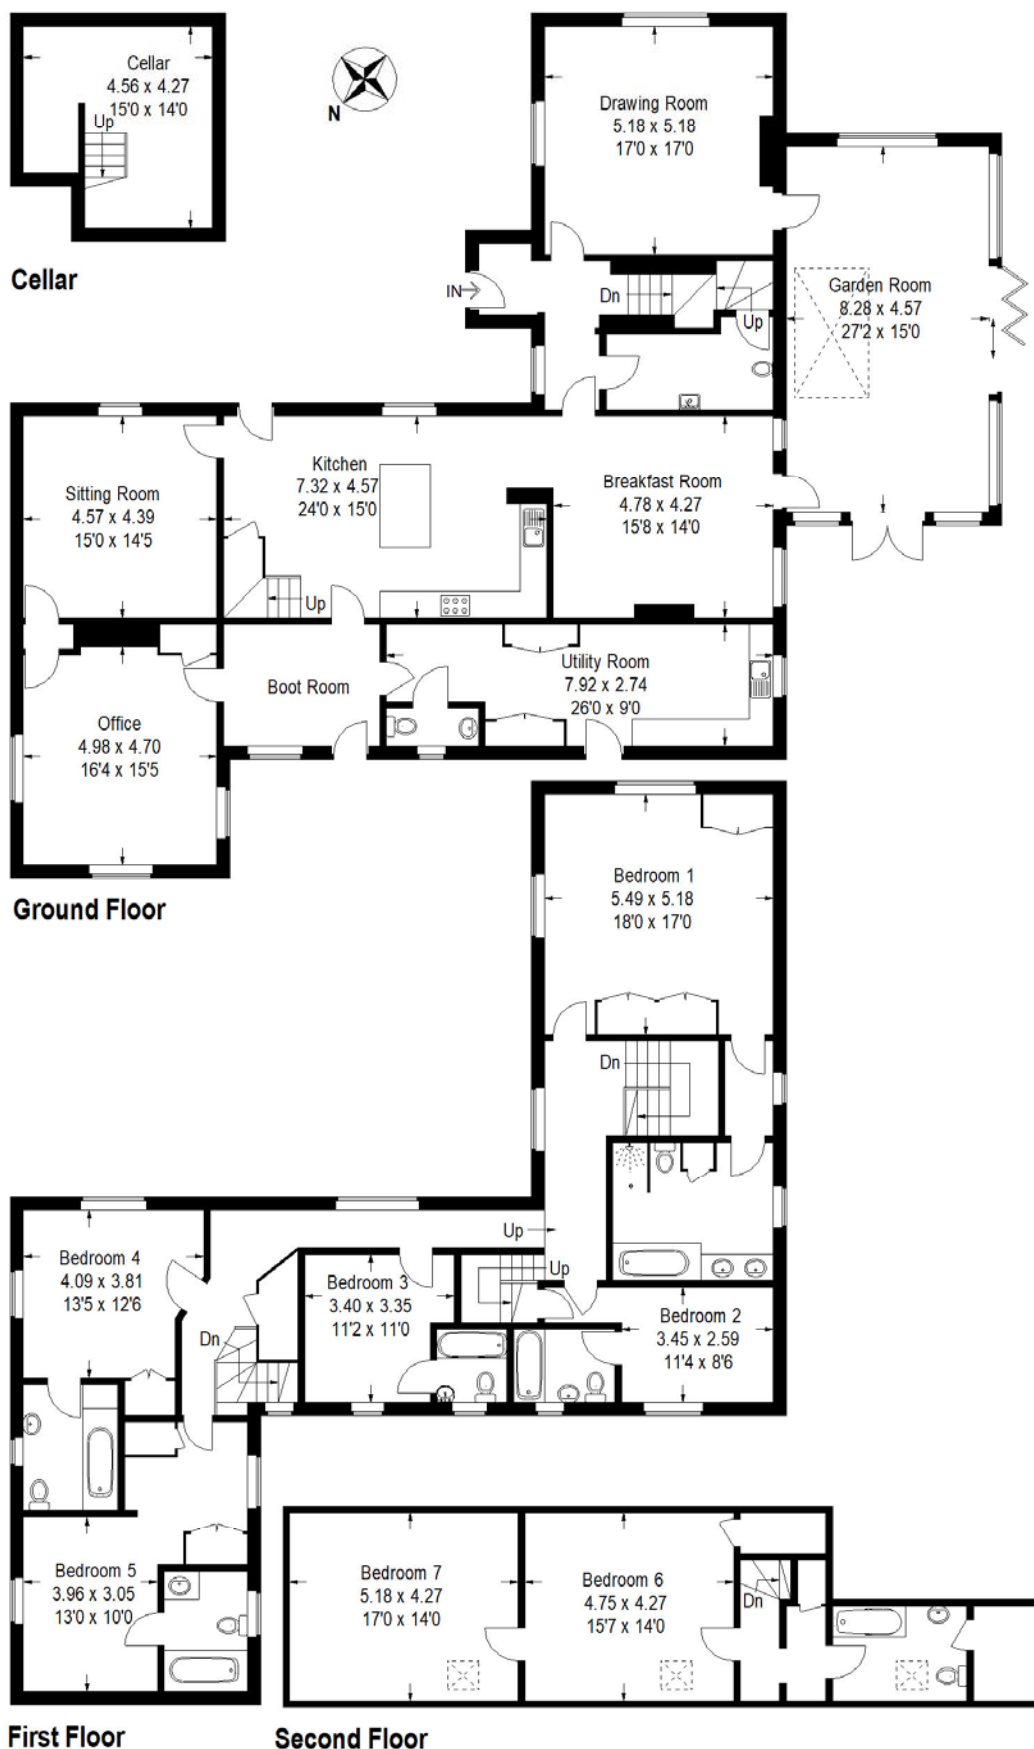 Cellar
4.56 x 4.27
15'0 x 14'0
Up
Cellar
N
Drawing Room
5.18 x 5.18
17'0 x 17'0
IN
Dn
Up
Garden Room
8.28 x 4.57
27'2 x 15'0
Sitting Room
4.57 x 4.39
15'0 x 14'5
Kitchen
7.32 x 4.57
24'0 x 15'0
Up
Breakfast Room
4.78 x 4.27
15'8 x 14'0
Boot Room
Utility Room
7.92 x 2.74
26'0 x 9'0
Office
4.98 x 4.70
16'4 x 15'5
Ground Floor
Bedroom 1
5.49 x 5.18
18'0 x 17'0
Dn
Up
Up
Bedroom 4
4.09 x 3.81
13'5 x 12'6
Dn
Bedroom 3
3.40 x 3.35
11'2 x 11'0
Bedroom 2
3.45 x 2.59
11'4 x 8'6
Bedroom 5
3.96 x 3.05
13'0 x 10'0
First Floor
Bedroom 7
5.18 x 4.27
17'0 x 14'0
Bedroom 6
4.75 x 4.27
15'7 x 14'0
Dn
Second Floor